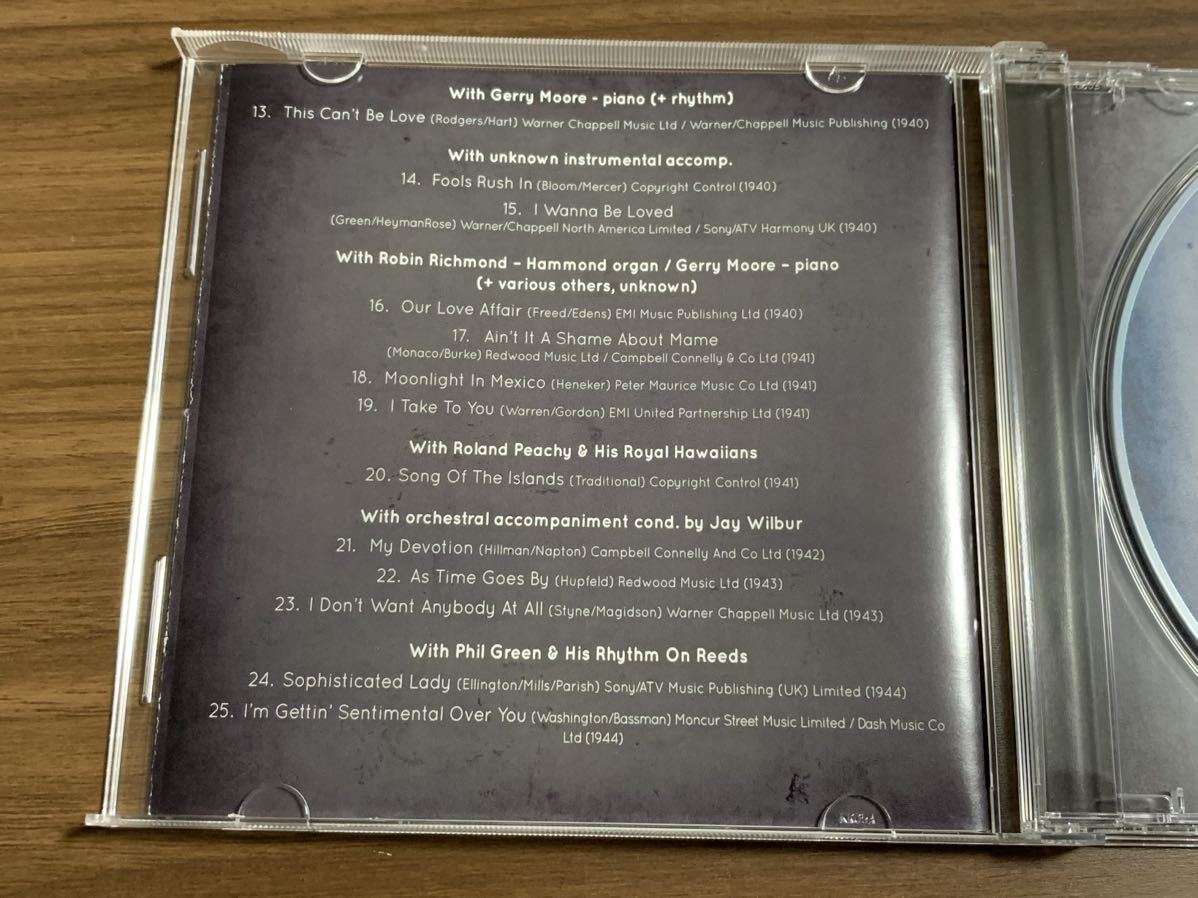 With Gerry Moore - piano (+ rhythm)
13. This Can't Be Love (Rodgers/Hart) Warner Chappell Music Ltd / Warner/Chappell Music Publishing (1940)
With unknown instrumental accomp.
14. Fools Rush In (Bloom/Mercer) Copyright Control (1940)
15. I Wanna Be Loved
(Green/HeymanRose) Warner/Chappell North America Limited / Sony/ATV Harmony UK (1940)
With Robin Richmond – Hammond organ / Gerry Moore – piano
(+ various others, unknown)
16. Our Love Affair (Freed/Edens) EMI Music Publishing Ltd (1940)
17. Ain't It A Shame About Mame
(Monaco/Burke) Redwood Music Ltd / Campbell Connelly & Co Ltd (1941)
18. Moonlight In Mexico (Heneker) Peter Maurice Music Co Ltd (1941)
19. I Take To You (Warren/Gordon) EMI United Partnership Ltd (1941)
With Roland Peachy & His Royal Hawaiians
20. Song Of The Islands (Traditional) Copyright Control (1941)
With orchestral accompaniment cond. by Jay Wilbur
21. My Devotion (Hillman/Napton) Campbell Connelly And Co Ltd (1942)
22. As Time Goes By (Hupfeld) Redwood Music Ltd (1943)
23. I Don't Want Anybody At All (Styne/Magidson) Warner Chappell Music Ltd (1943)
With Phil Green & His Rhythm On Reeds
24. Sophisticated Lady (Ellington/Mills/Parish) Sony/ATV Music Publishing (UK) Limited (1944)
25. I'm Gettin' Sentimental Over You (Washington/Bassman) Moncur Street Music Limited / Dash Music Co
Ltd (1944)